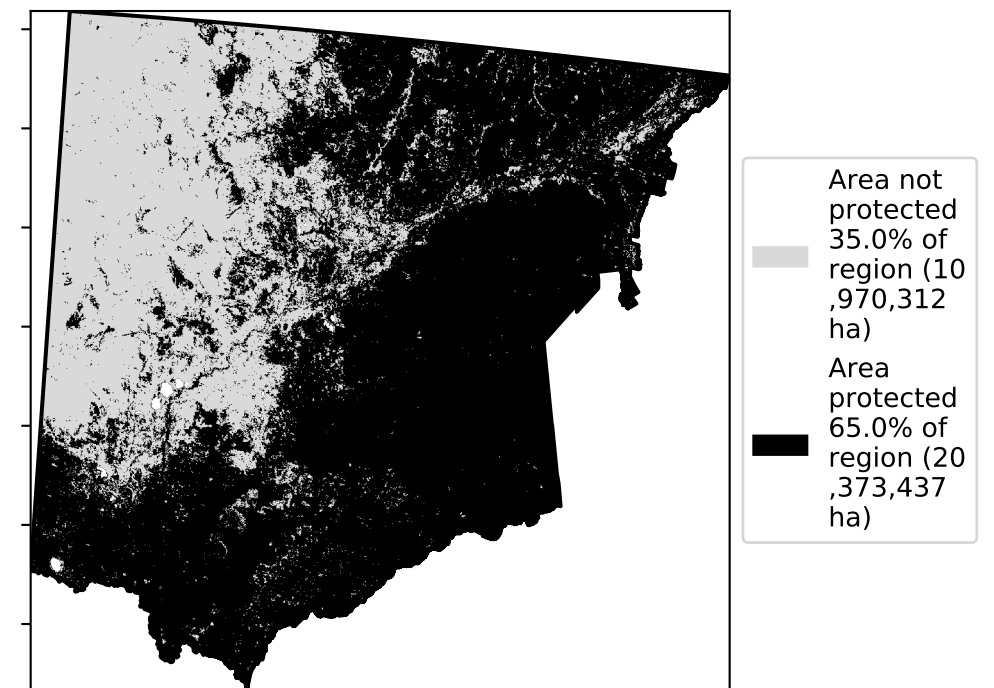 Area not
protected
35.0% of
region (10
,970,312
ha)
Area
protected
65.0% of
region (20
,373,437
ha)